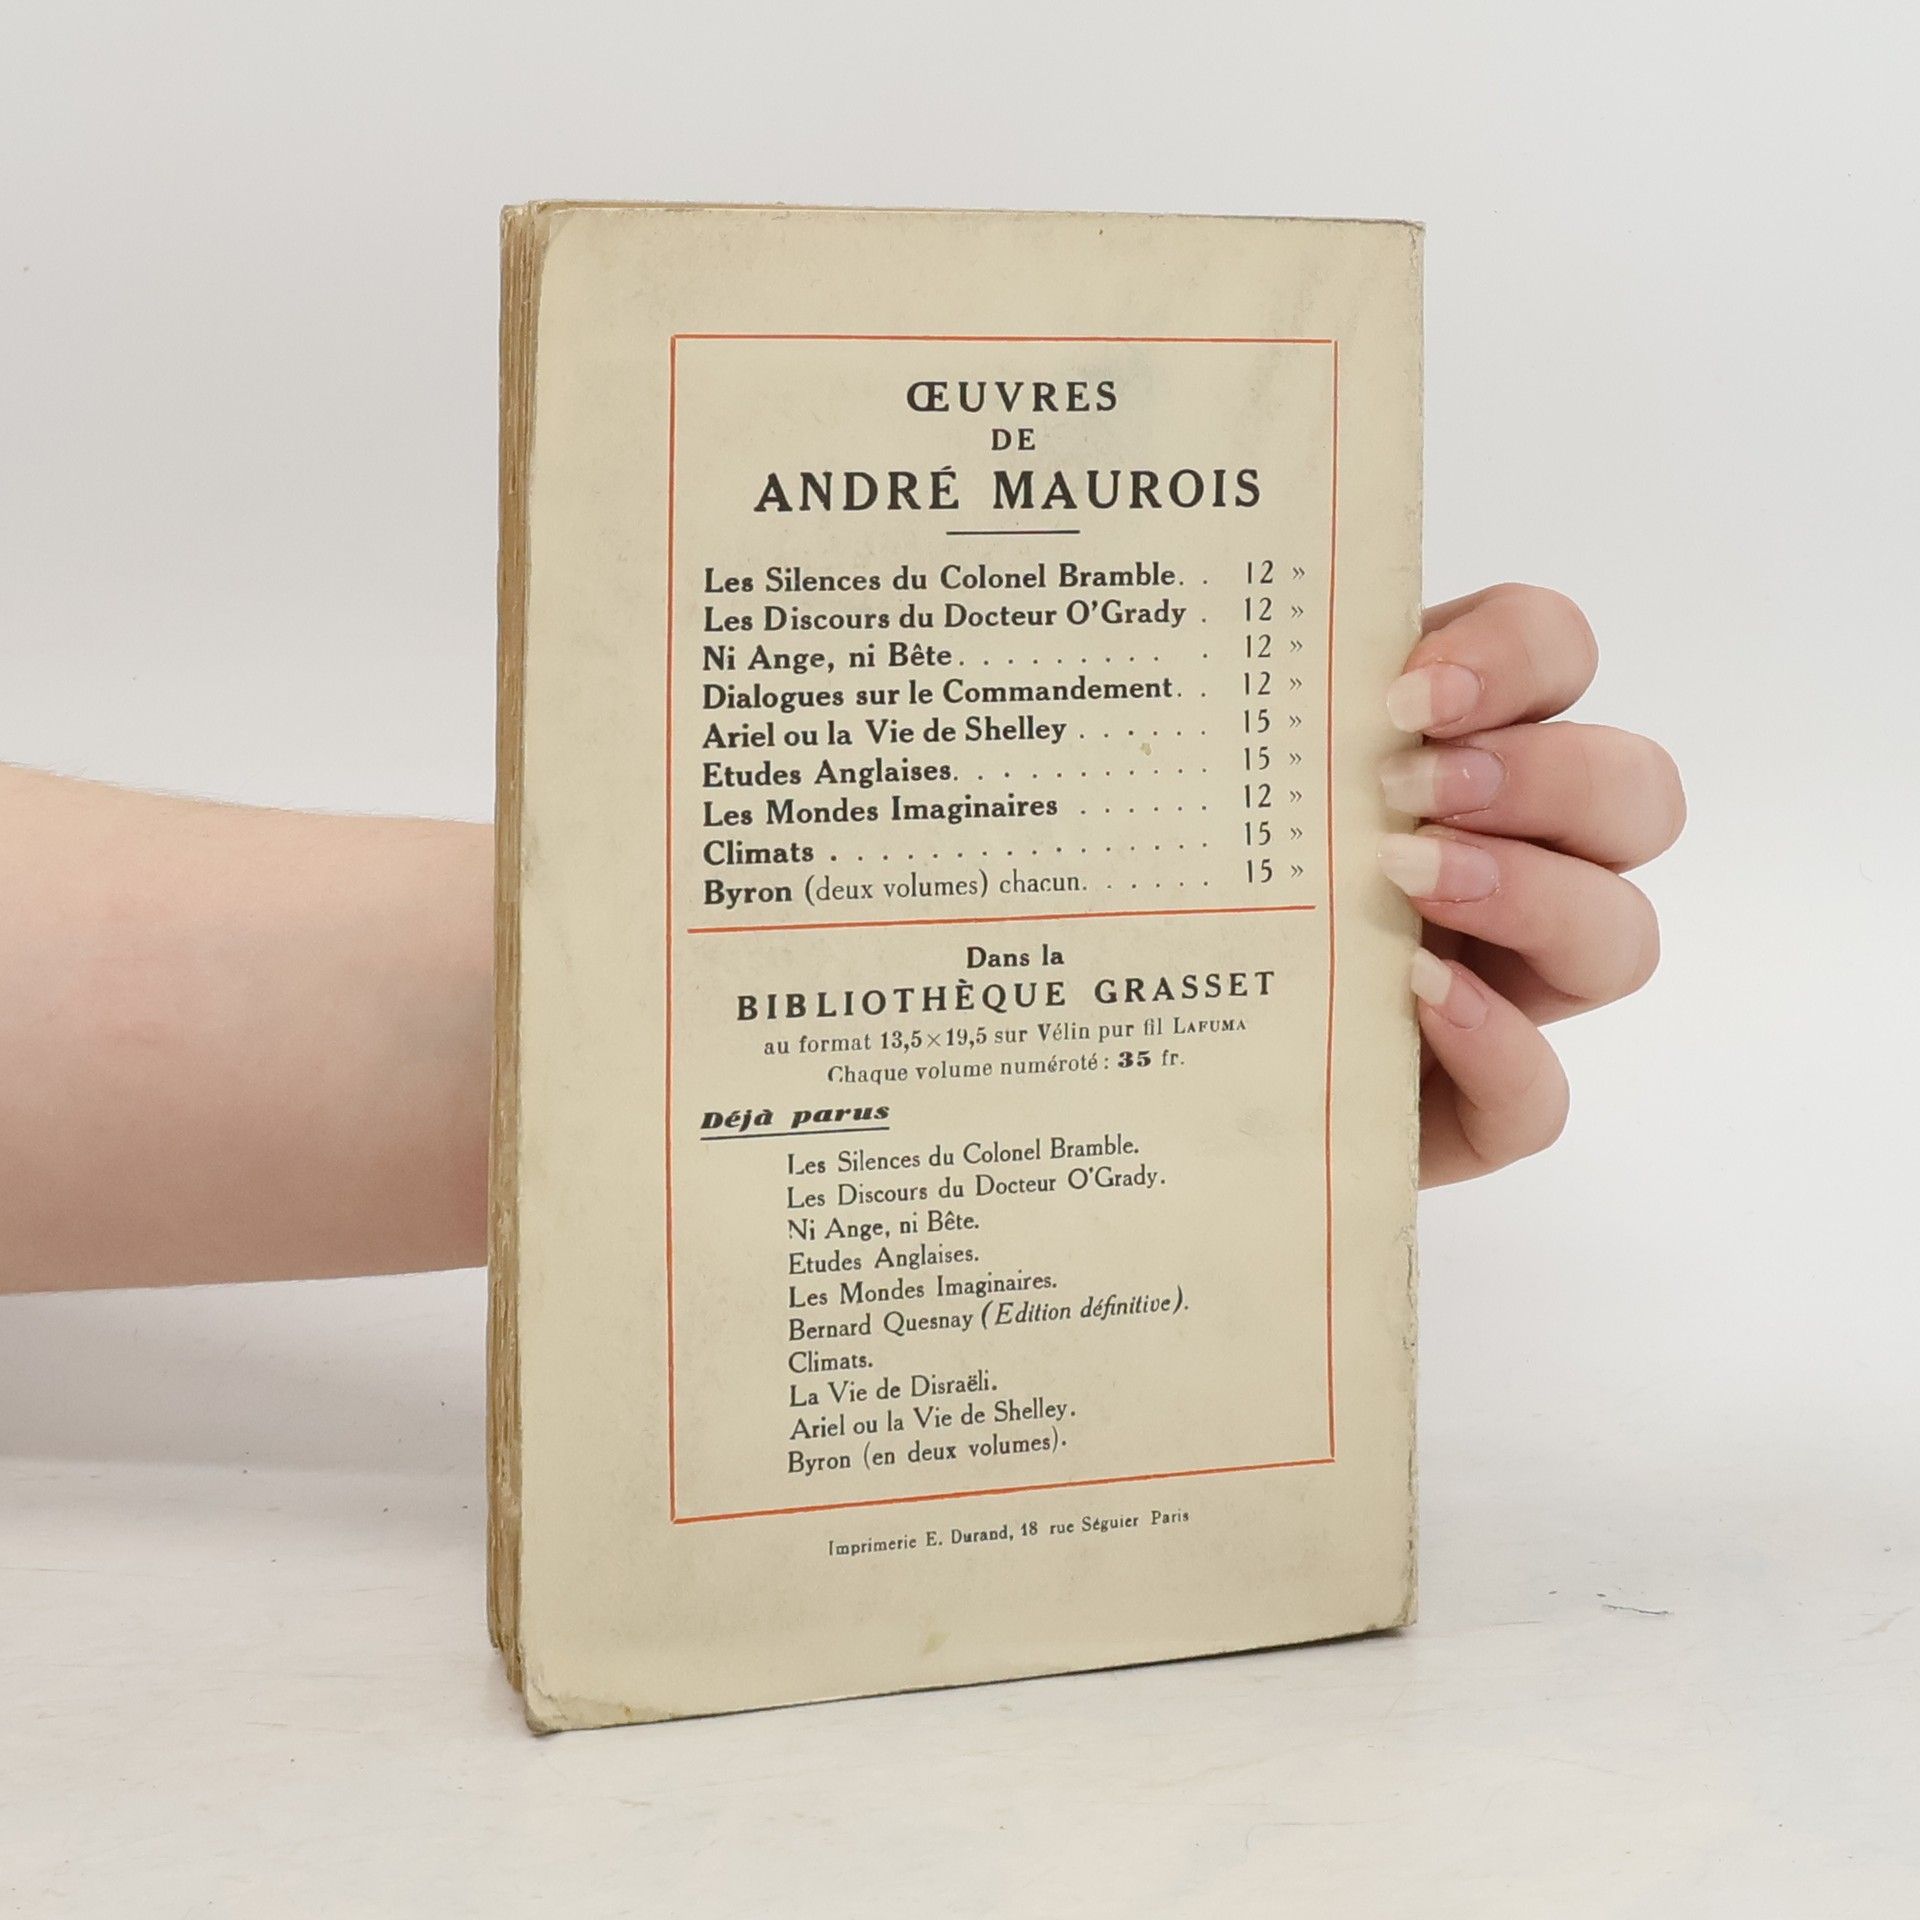 ŒUVRES
DE
ANDRÉ MAUROIS
Les Silences du Colonel Bramble. . 12 »
Les Discours du Docteur O'Grady . 12 »
Ni Ange, ni Bête. . . . . . . . . . 12 »
Dialogues sur le Commandement. . 12 »
Ariel ou la Vie de Shelley . . . . . . 15 »
Etudes Anglaises. . . . . . . . . . . 15 »
Les Mondes Imaginaires . . . . . . 12 »
Climats . . . . . . . . . . . . . . . . 15 »
Byron (deux volumes) chacun. . . . . . 15 »
Dans la
BIBLIOTHÈQUE GRASSET
au format 13,5×19,5 sur Vélin pur fil LAFUMA
Chaque volume numéroté : 35 fr.
Déjà parus
Les Silences du Colonel Bramble.
Les Discours du Docteur O'Grady.
Ni Ange, ni Bête.
Etudes Anglaises.
Les Mondes Imaginaires.
Bernard Quesnay (Edition définitive).
Climats.
La Vie de Disraëli.
Ariel ou la Vie de Shelley.
Byron (en deux volumes).
Imprimerie E. Durand, 18 rue Séguier Paris